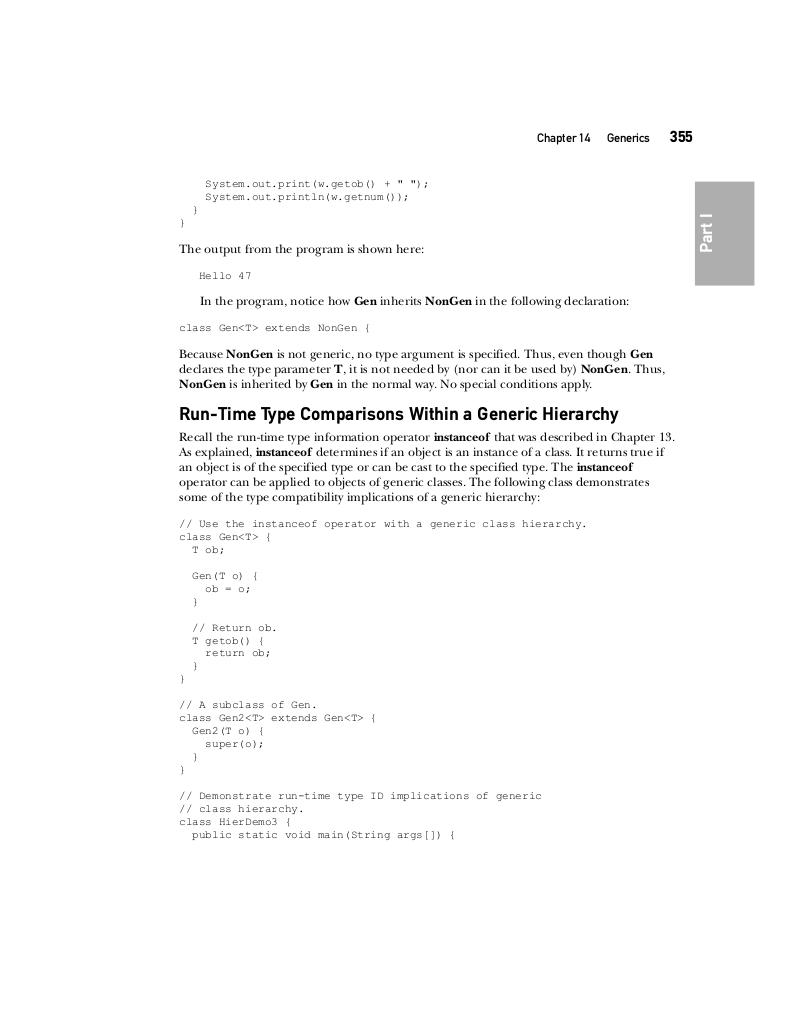 Chapter 14 Generics 355
Part I
System.out.print(w.getob() + " ");
System.out.println(w.getnum());
}
}
The output from the program is shown here:
Hello 47
In the program, notice how Gen inherits NonGen in the following declaration:
class Gen<T> extends NonGen {
Because NonGen is not generic, no type argument is specified. Thus, even though Gen
declares the type parameter T, it is not needed by (nor can it be used by) NonGen. Thus,
NonGen is inherited by Gen in the normal way. No special conditions apply.
Run-Time Type Comparisons Within a Generic Hierarchy
Recall the run-time type information operator instanceof that was described in Chapter 13.
As explained, instanceof determines if an object is an instance of a class. It returns true if
an object is of the specified type or can be cast to the specified type. The instanceof
operator can be applied to objects of generic classes. The following class demonstrates
some of the type compatibility implications of a generic hierarchy:
// Use the instanceof operator with a generic class hierarchy.
class Gen<T> {
T ob;
Gen(T o) {
ob = o;
}
// Return ob.
T getob() {
return ob;
}
}
// A subclass of Gen.
class Gen2<T> extends Gen<T> {
Gen2(T o) {
super(o);
}
}
// Demonstrate run-time type ID implications of generic
// class hierarchy.
class HierDemo3 {
public static void main(String args[]) {